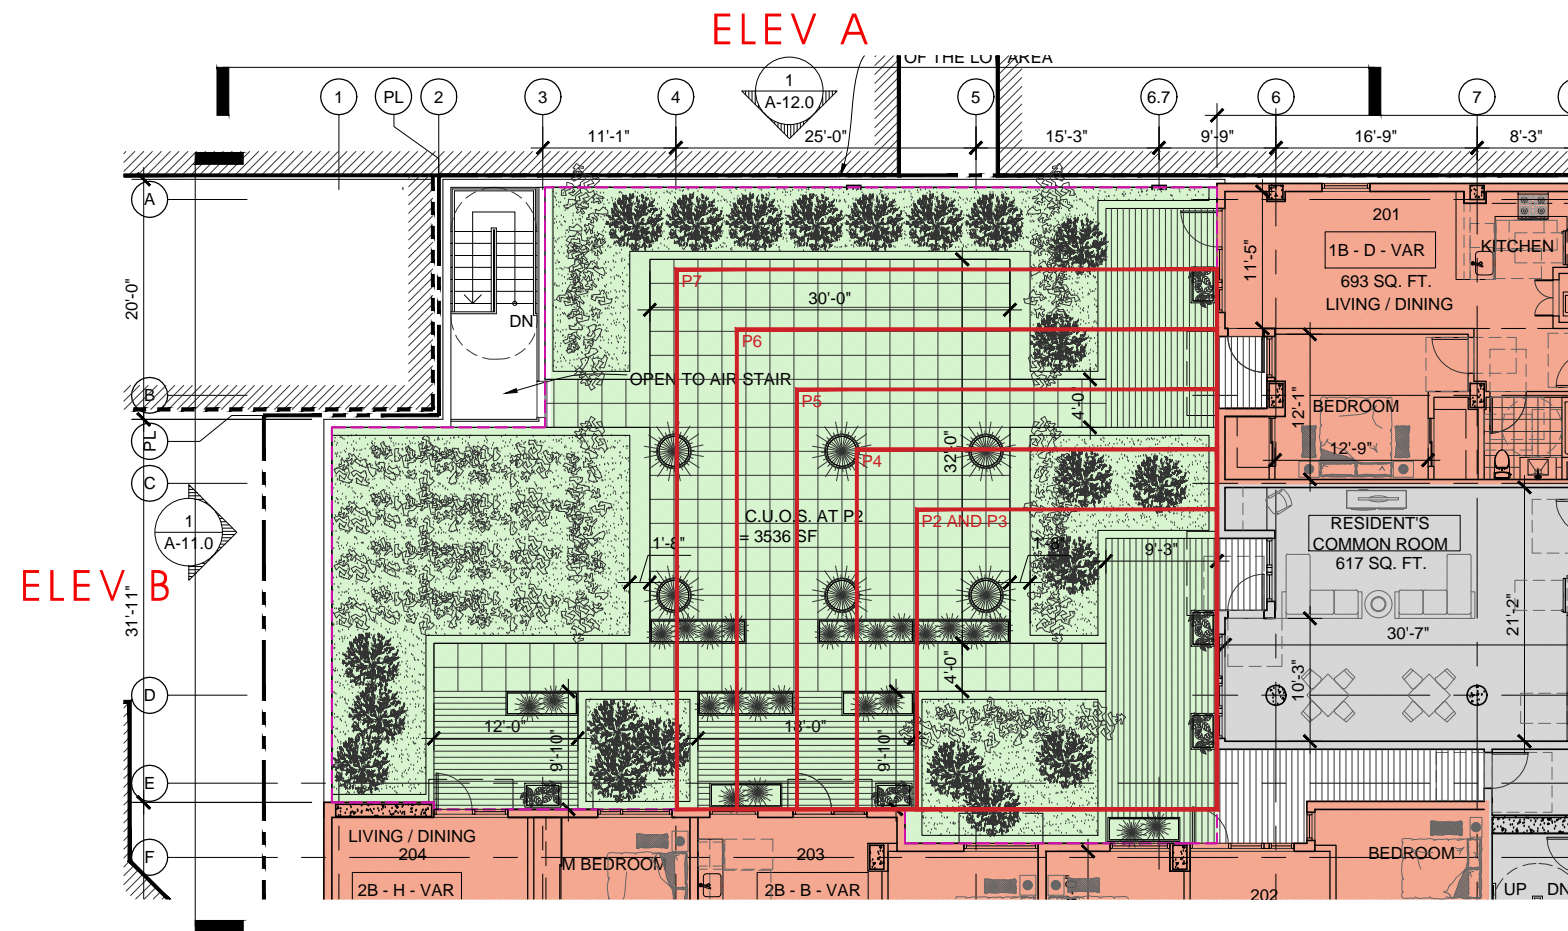 ELEV A
OF THE LOT AREA
1
A-12.0
1
PL
2
3
4
5
6.7
6
7
11'-1"
25'-0"
15'-3"
9'-9"
16'-9"
8'-3"
A
20'-0"
B
PL
C
1
A-11.0
ELEV B
31'-11"
D
E
F
DN
OPEN TO AIR STAIR
P7
30'-0"
P6
P5
P4
P2 AND P3
32'-0"
4'-0"
C.U.O.S. AT P2
= 3536 SF
1'-8"
1'-8"
9'-3"
4'-0"
12'-0"
9'-10"
18'-0"
9'-10"
11'-5"
201
1B - D - VAR
693 SQ. FT.
LIVING / DINING
KITCHEN
12'-1"
BEDROOM
12'-9"
RESIDENT'S
COMMON ROOM
617 SQ. FT.
21'-2"
30'-7"
10'-3"
LIVING / DINING
204
2B - H - VAR
M BEDROOM
203
2B - B - VAR
202
BEDROOM
UP
DN